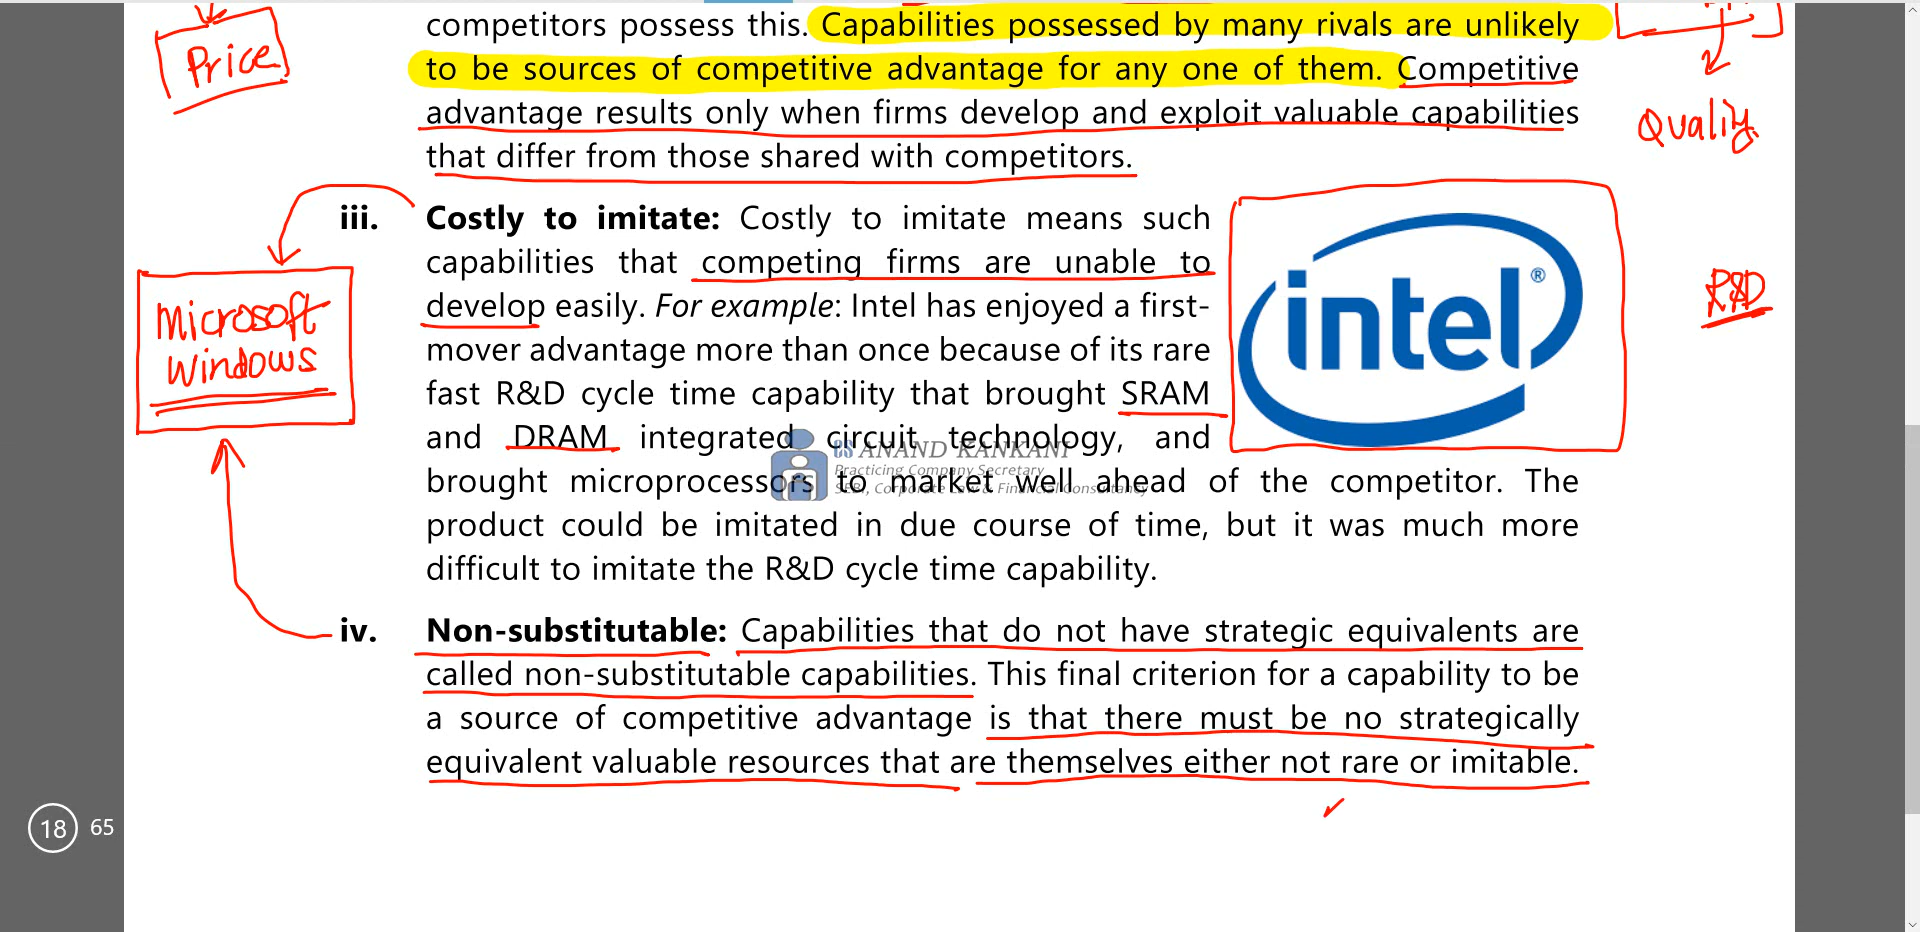 competitors possess this. Capabilities possessed by many rivals are unlikely
to be sources of competitive advantage for any one of them. Competitive
advantage results only when firms develop and exploit valuable capabilities
that differ from those shared with competitors.
Price
Quality
iii. Costly to imitate: Costly to imitate means such
capabilities that competing firms are unable to
develop easily. For example: Intel has enjoyed a first-
mover advantage more than once because of its rare
fast R&D cycle time capability that brought SRAM
and DRAM integrated circuit technology, and
brought microprocessors to market well ahead of the competitor. The
product could be imitated in due course of time, but it was much more
difficult to imitate the R&D cycle time capability.
Microsoft
Windows
intel®
R&D
ANAND KANKANI
Practicing Company Secretary
SEBI, Corporate Law & Financial Consultancy
iv. Non-substitutable: Capabilities that do not have strategic equivalents are
called non-substitutable capabilities. This final criterion for a capability to be
a source of competitive advantage is that there must be no strategically
equivalent valuable resources that are themselves either not rare or imitable.
18 65